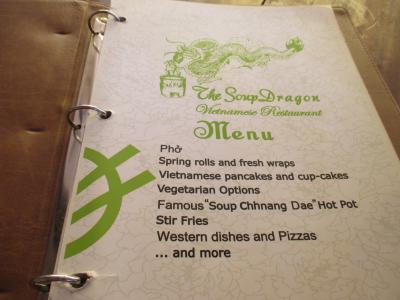 The Soup Dragon
Vietnamese Restaurant
Menu
Phở
Spring rolls and fresh wraps
Vietnamese pancakes and cup-cakes
Vegetarian Options
Famous "Soup Chhnang Dae" Hot Pot
Stir Fries
Western dishes and Pizzas
... and more